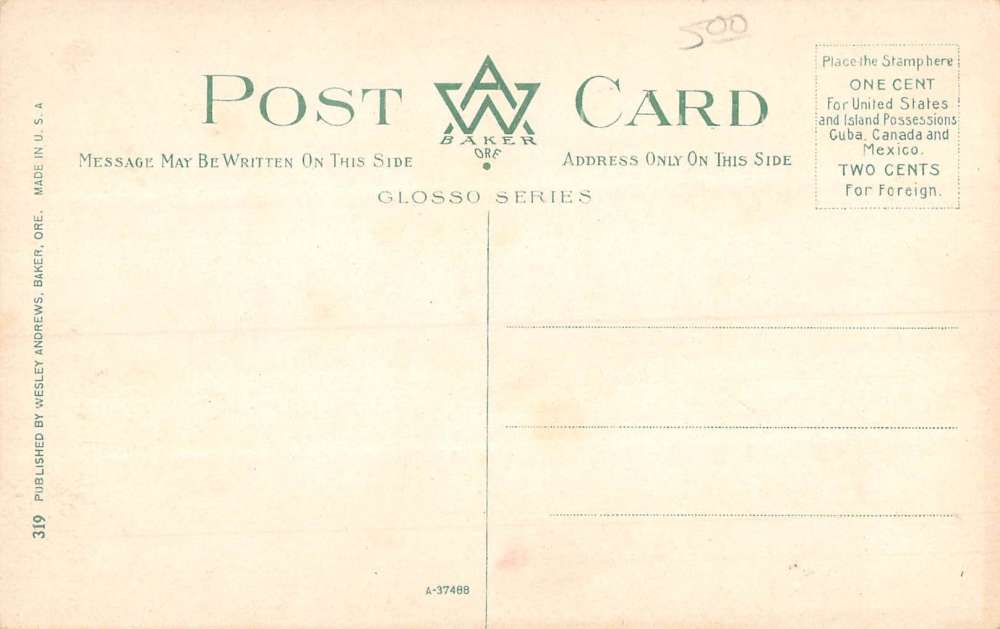 500
POST AW CARD
BAKER
ORE
MESSAGE MAY BE WRITTEN ON THIS SIDE
ADDRESS ONLY ON THIS SIDE
GLOSSO SERIES
Place the Stamp here
ONE CENT
For United States
and Island Possessions
Cuba, Canada and
Mexico.
TWO CENTS
For Foreign.
319 PUBLISHED BY WESLEY ANDREWS, BAKER, ORE. MADE IN U.S.A
A-37488